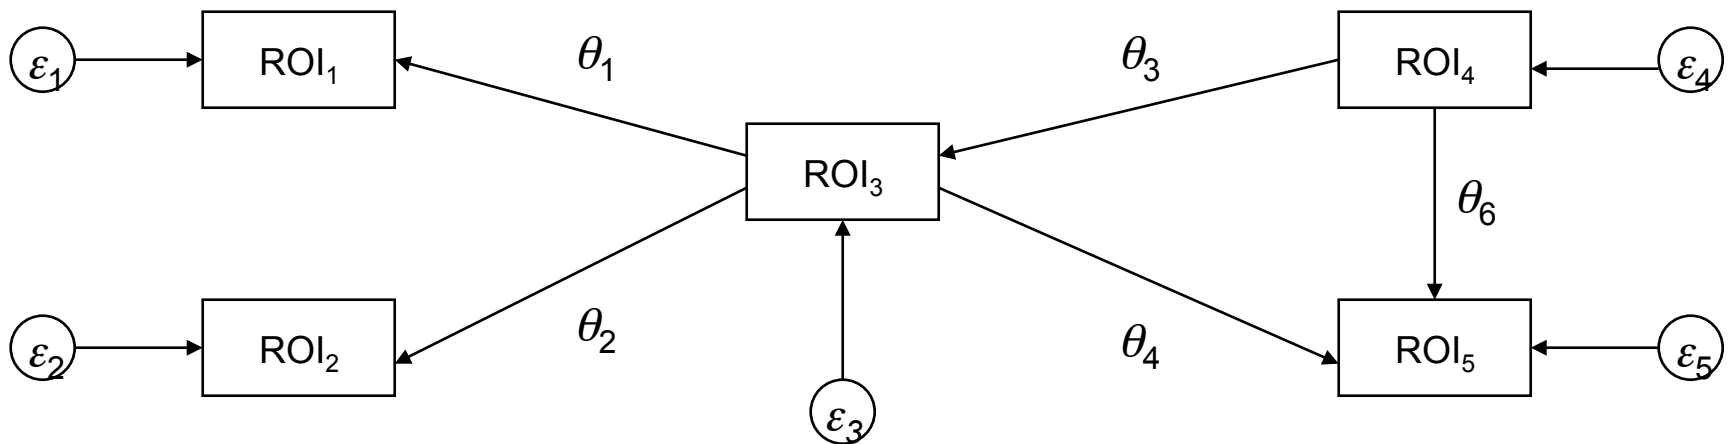 ε₁
ROI₁
θ₁
θ₃
ROI₄
ε₄
ROI₃
θ₆
ε₂
ROI₂
θ₂
θ₄
ROI₅
ε₅
ε₃